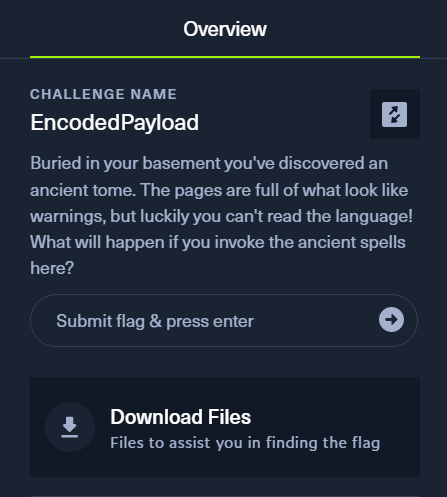 Overview
CHALLENGE NAME
EncodedPayload
Buried in your basement you've discovered an
ancient tome. The pages are full of what look like
warnings, but luckily you can't read the language!
What will happen if you invoke the ancient spells
here?
Submit flag & press enter
Download Files
Files to assist you in finding the flag